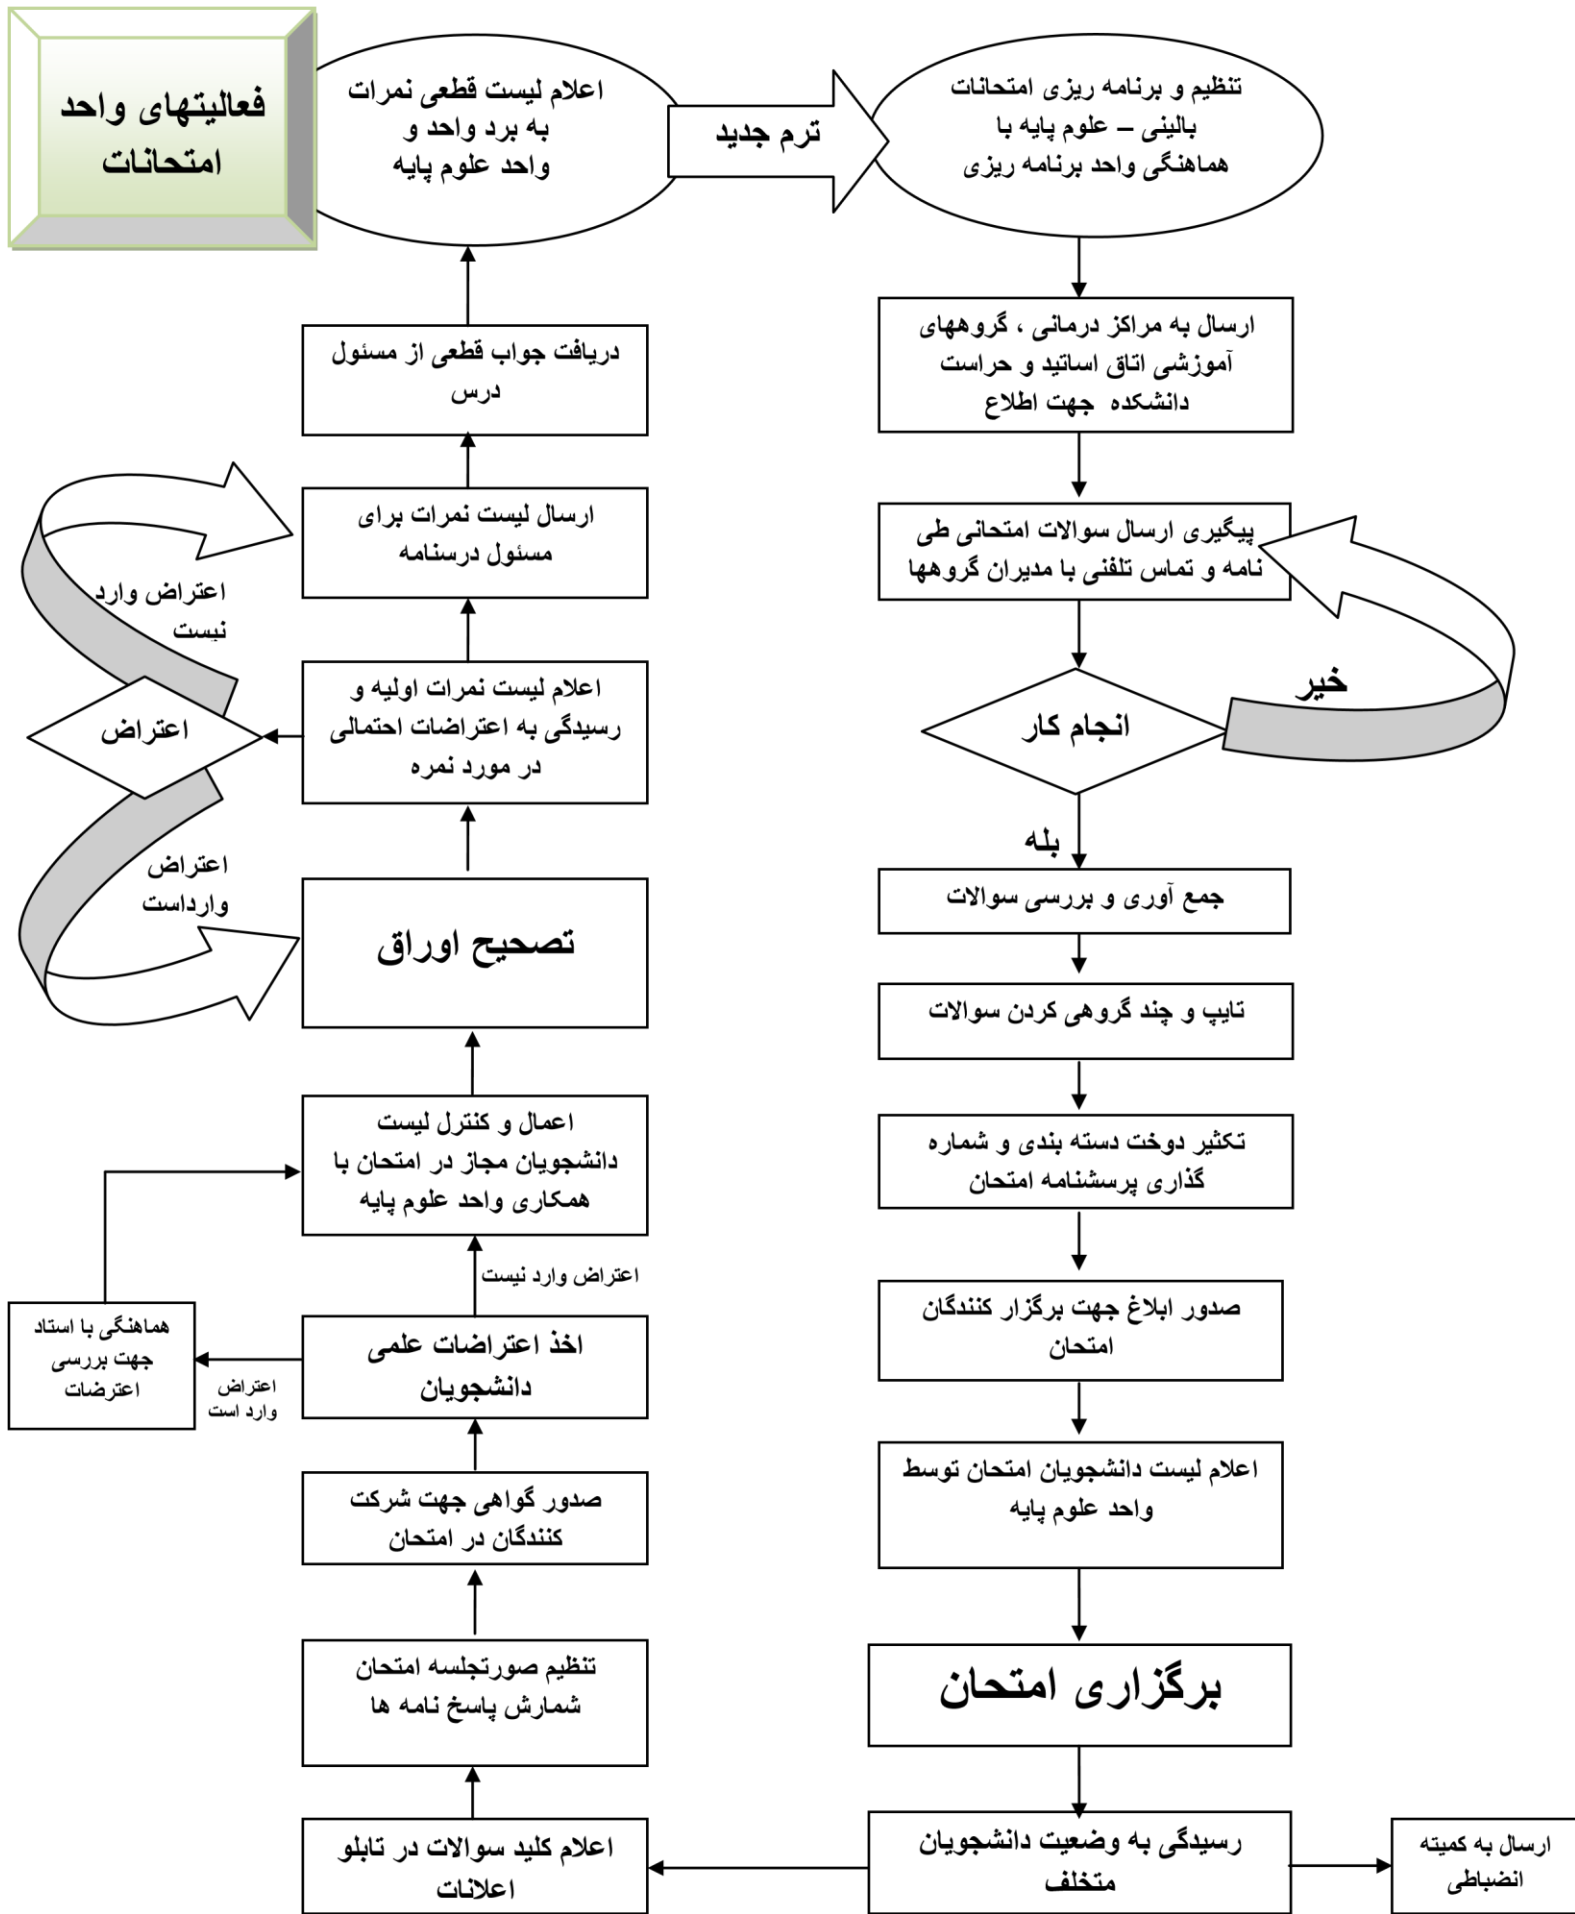 فعالیتهای واحد
امتحانات
تنظیم و برنامه ریزی امتحانات
بالینی – علوم پایه با
هماهنگی واحد برنامه ریزی
ترم جدید
اعلام لیست قطعی نمرات
به برد واحد و
واحد علوم پایه
ارسال به مراکز درمانی ، گروههای
آموزشی اتاق اساتید و حراست
دانشکده جهت اطلاع
پیگیری ارسال سوالات امتحانی طی
نامه و تماس تلفنی با مدیران گروهها
انجام کار
خیر
بله
جمع آوری و بررسی سوالات
تایپ و چند گروهی کردن سوالات
تکثیر دوخت دسته بندی و شماره
گذاری پرسشنامه امتحان
صدور ابلاغ جهت برگزار کنندگان
امتحان
اعلام لیست دانشجویان امتحان توسط
واحد علوم پایه
برگزاری امتحان
رسیدگی به وضعیت دانشجویان
متخلف
ارسال به کمیته
انضباطی
اعلام کلید سوالات در تابلو
اعلانات
تنظیم صورتجلسه امتحان
شمارش پاسخ نامه ها
صدور گواهی جهت شرکت
کنندگان در امتحان
اخذ اعتراضات علمی
دانشجویان
اعتراض
وارد است
هماهنگی با استاد
جهت بررسی
اعترضات
اعتراض وارد نیست
اعمال و کنترل لیست
دانشجویان مجاز در امتحان با
همکاری واحد علوم پایه
تصحیح اوراق
اعلام لیست نمرات اولیه و
رسیدگی به اعتراضات احتمالی
در مورد نمره
اعتراض
اعتراض
وارداست
اعتراض وارد
نیست
ارسال لیست نمرات برای
مسئول درسنامه
دریافت جواب قطعی از مسئول
درس